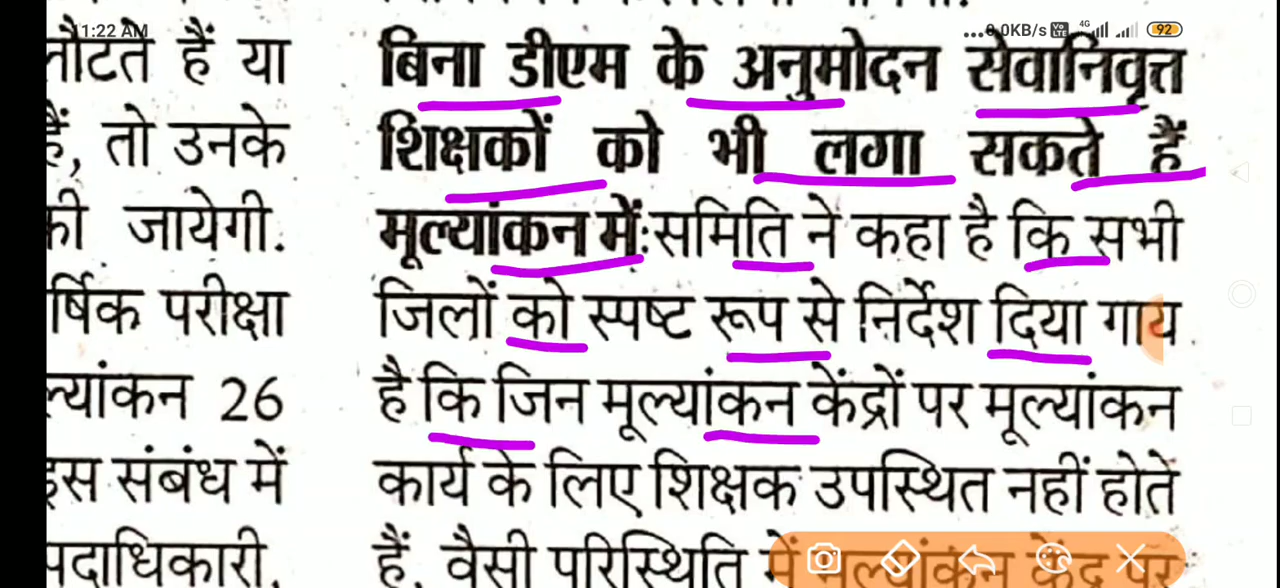 11:22 AM
0.0KB/s 4G 92
लौटते हैं या
हैं, तो उनके
की जायेगी.
र्षिक परीक्षा
ल्यांकन 26
इस संबंध में
पदाधिकारी,
बिना डीएम के अनुमोदन सेवानिवृत्त
शिक्षकों को भी लगा सकते हैं
मूल्यांकन में: समिति ने कहा है कि सभी
जिलों को स्पष्ट रूप से निर्देश दिया गाय
है कि जिन मूल्यांकन केंद्रों पर मूल्यांकन
कार्य के लिए शिक्षक उपस्थित नहीं होते
हैं. वैसी परिस्थिति में मूल्यांकन केंद्र पर